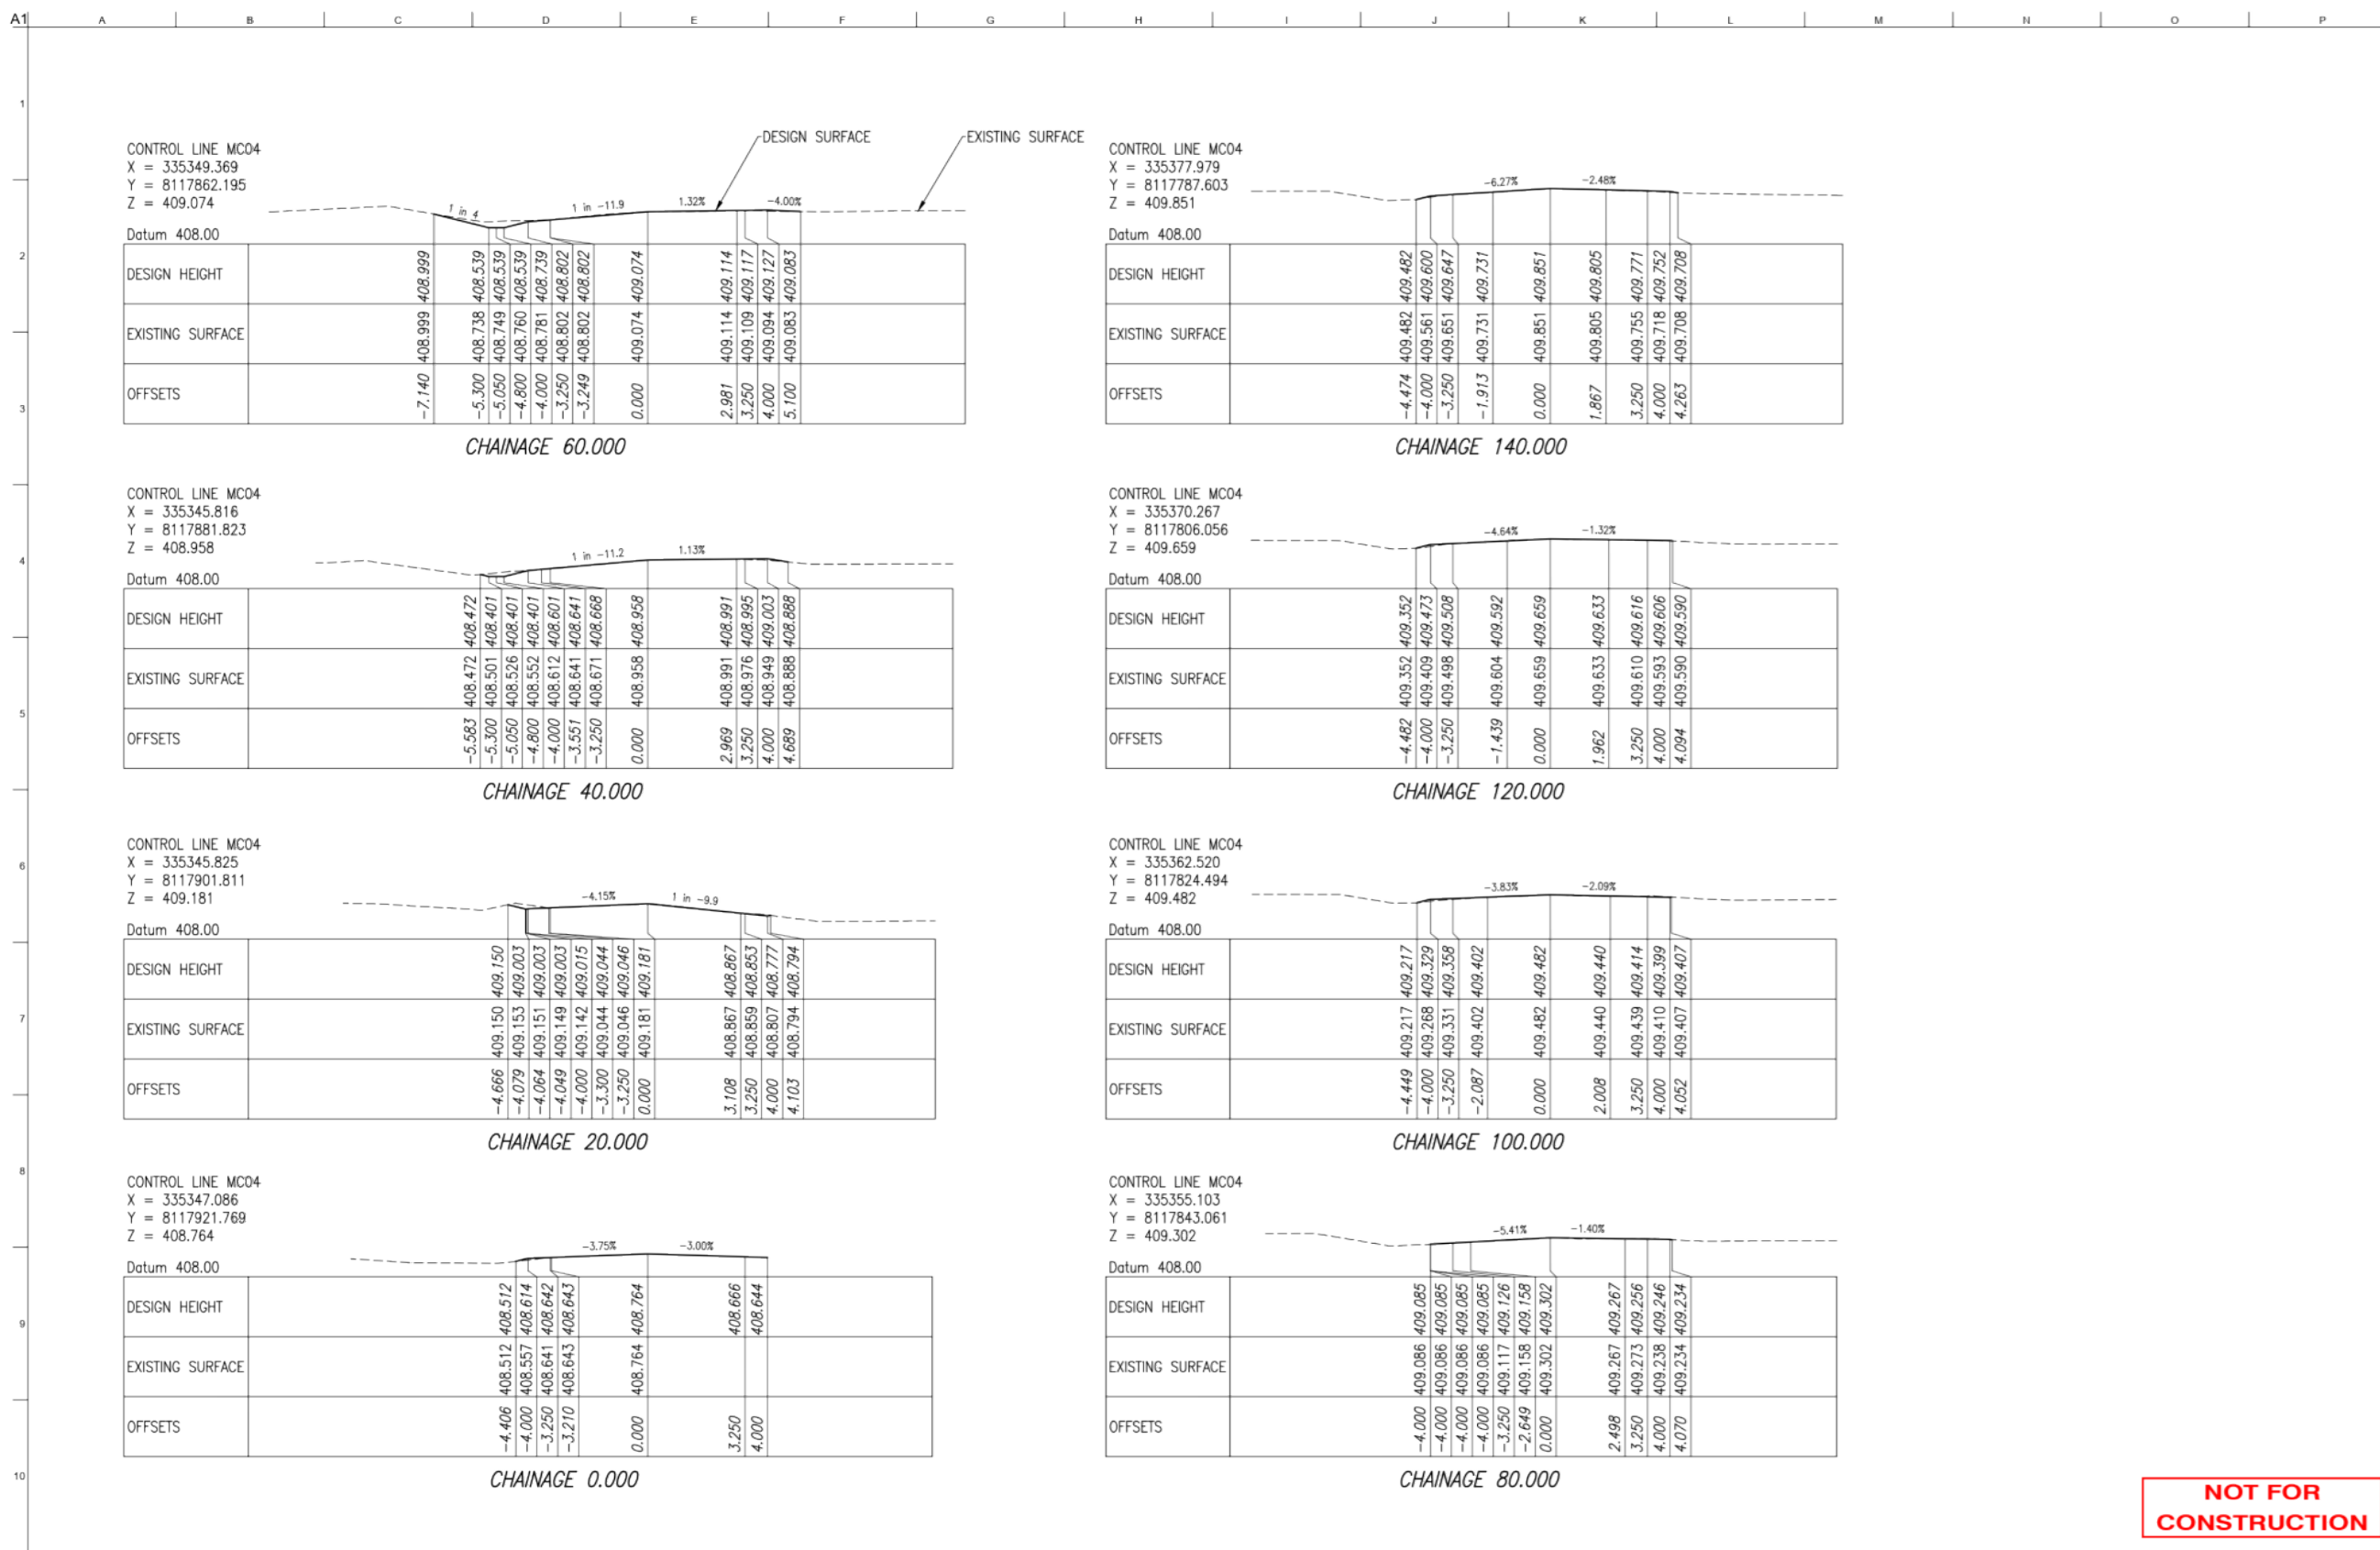 A1 A B C D E F G H I J K L M N O P
1
2
3
4
5
6
7
8
9
10
DESIGN SURFACE
EXISTING SURFACE
CONTROL LINE MC04
X = 335349.369
Y = 8117862.195
Z = 409.074
1 in 4 1 in -11.9 1.32% -4.00%
Datum 408.00
DESIGN HEIGHT 408.999 408.539 408.539 408.539 408.739 408.802 408.802 409.074 409.114 409.117 409.127 409.083
EXISTING SURFACE 408.999 408.738 408.749 408.760 408.781 408.802 408.802 409.074 409.114 409.109 409.094 409.083
OFFSETS -7.140 -5.300 -5.050 -4.800 -4.000 -3.250 -3.249 0.000 2.981 3.250 4.000 5.100
CHAINAGE 60.000
CONTROL LINE MC04
X = 335345.816
Y = 8117881.823
Z = 408.958
1 in -11.2 1.13%
Datum 408.00
DESIGN HEIGHT 408.472 408.401 408.401 408.401 408.601 408.641 408.668 408.958 408.991 408.995 409.003 408.888
EXISTING SURFACE 408.472 408.501 408.526 408.552 408.612 408.641 408.671 408.958 408.991 408.976 408.949 408.888
OFFSETS -5.583 -5.300 -5.050 -4.800 -4.000 -3.551 -3.250 0.000 2.969 3.250 4.000 4.689
CHAINAGE 40.000
CONTROL LINE MC04
X = 335345.825
Y = 8117901.811
Z = 409.181
-4.15% 1 in -9.9
Datum 408.00
DESIGN HEIGHT 409.150 409.003 409.003 409.003 409.015 409.044 409.046 409.181 408.867 408.853 408.777 408.794
EXISTING SURFACE 409.150 409.153 409.151 409.149 409.142 409.044 409.046 409.181 408.867 408.859 408.807 408.794
OFFSETS -4.666 -4.079 -4.064 -4.049 -4.000 -3.300 -3.250 0.000 3.108 3.250 4.000 4.103
CHAINAGE 20.000
CONTROL LINE MC04
X = 335347.086
Y = 8117921.769
Z = 408.764
-3.75% -3.00%
Datum 408.00
DESIGN HEIGHT 408.512 408.614 408.642 408.643 408.764 408.666 408.644
EXISTING SURFACE 408.512 408.557 408.641 408.643 408.764
OFFSETS -4.406 -4.000 -3.250 -3.210 0.000 3.250 4.000
CHAINAGE 0.000
CONTROL LINE MC04
X = 335377.979
Y = 8117787.603
Z = 409.851
-6.27% -2.48%
Datum 408.00
DESIGN HEIGHT 409.482 409.600 409.647 409.731 409.851 409.805 409.771 409.752 409.708
EXISTING SURFACE 409.482 409.561 409.651 409.731 409.851 409.805 409.755 409.718 409.708
OFFSETS -4.474 -4.000 -3.250 -1.913 0.000 1.867 3.250 4.000 4.263
CHAINAGE 140.000
CONTROL LINE MC04
X = 335370.267
Y = 8117806.056
Z = 409.659
-4.64% -1.32%
Datum 408.00
DESIGN HEIGHT 409.352 409.473 409.508 409.592 409.659 409.633 409.616 409.606 409.590
EXISTING SURFACE 409.352 409.409 409.498 409.604 409.659 409.633 409.610 409.593 409.590
OFFSETS -4.482 -4.000 -3.250 -1.439 0.000 1.962 3.250 4.000 4.094
CHAINAGE 120.000
CONTROL LINE MC04
X = 335362.520
Y = 8117824.494
Z = 409.482
-3.83% -2.09%
Datum 408.00
DESIGN HEIGHT 409.217 409.329 409.358 409.402 409.482 409.440 409.414 409.399 409.407
EXISTING SURFACE 409.217 409.268 409.331 409.402 409.482 409.440 409.439 409.410 409.407
OFFSETS -4.449 -4.000 -3.250 -2.087 0.000 2.008 3.250 4.000 4.052
CHAINAGE 100.000
CONTROL LINE MC04
X = 335355.103
Y = 8117843.061
Z = 409.302
-5.41% -1.40%
Datum 408.00
DESIGN HEIGHT 409.085 409.085 409.085 409.085 409.126 409.158 409.302 409.267 409.256 409.246 409.234
EXISTING SURFACE 409.086 409.086 409.086 409.086 409.117 409.158 409.302 409.267 409.273 409.238 409.234
OFFSETS -4.000 -4.000 -4.000 -4.000 -3.250 -2.649 0.000 2.498 3.250 4.000 4.070
CHAINAGE 80.000
NOT FOR
CONSTRUCTION